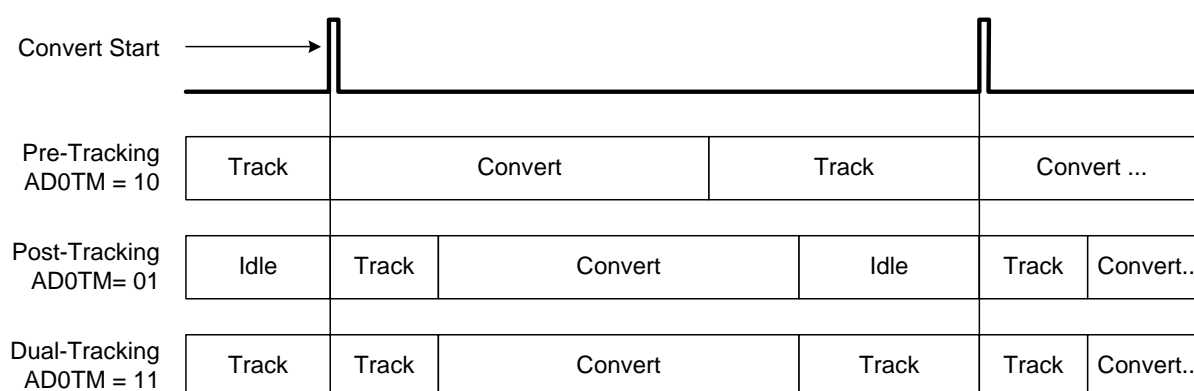 Convert Start
Pre-Tracking
AD0TM = 10
Track Convert Track Convert ...
Post-Tracking
AD0TM= 01
Idle Track Convert Idle Track Convert..
Dual-Tracking
AD0TM = 11
Track Track Convert Track Track Convert..